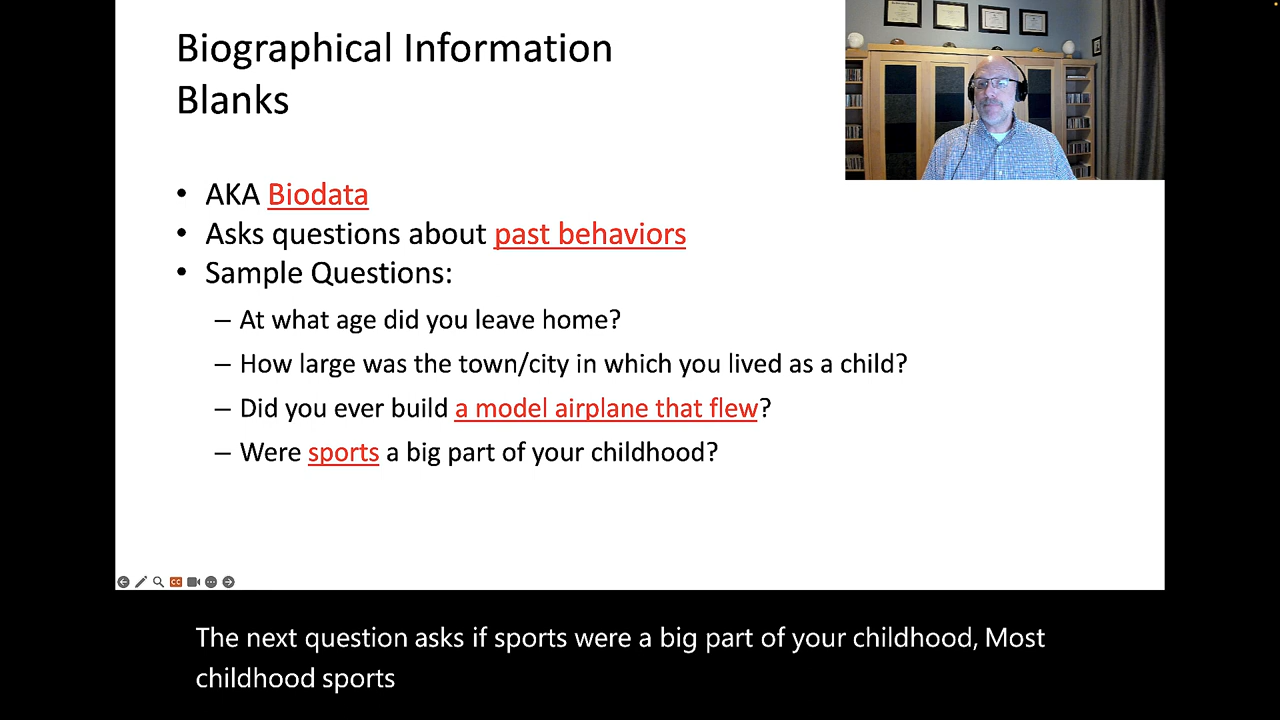 Biographical Information
Blanks
• AKA Biodata
• Asks questions about past behaviors
• Sample Questions:
– At what age did you leave home?
– How large was the town/city in which you lived as a child?
– Did you ever build a model airplane that flew?
– Were sports a big part of your childhood?
CC
The next question asks if sports were a big part of your childhood, Most
childhood sports